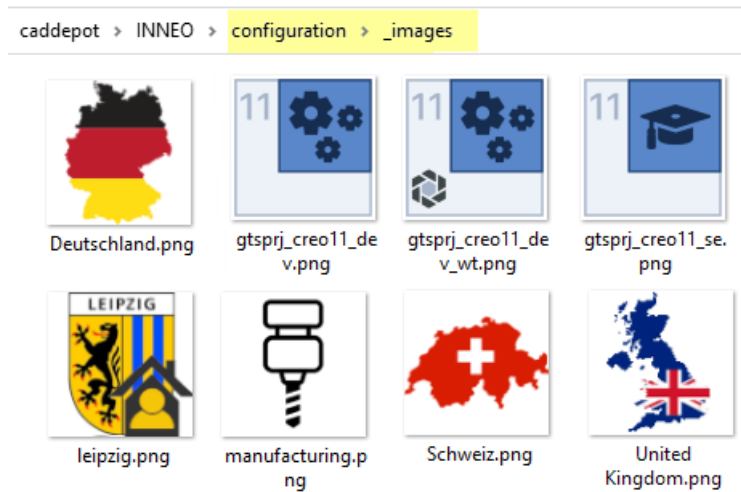 caddepot > INNEO > configuration > _images
11
11
11
Deutschland.png
gtsprj_creo11_de
v.png
gtsprj_creo11_de
v_wt.png
gtsprj_creo11_se.
png
LEIPZIG
leipzig.png
manufacturing.p
ng
Schweiz.png
United
Kingdom.png